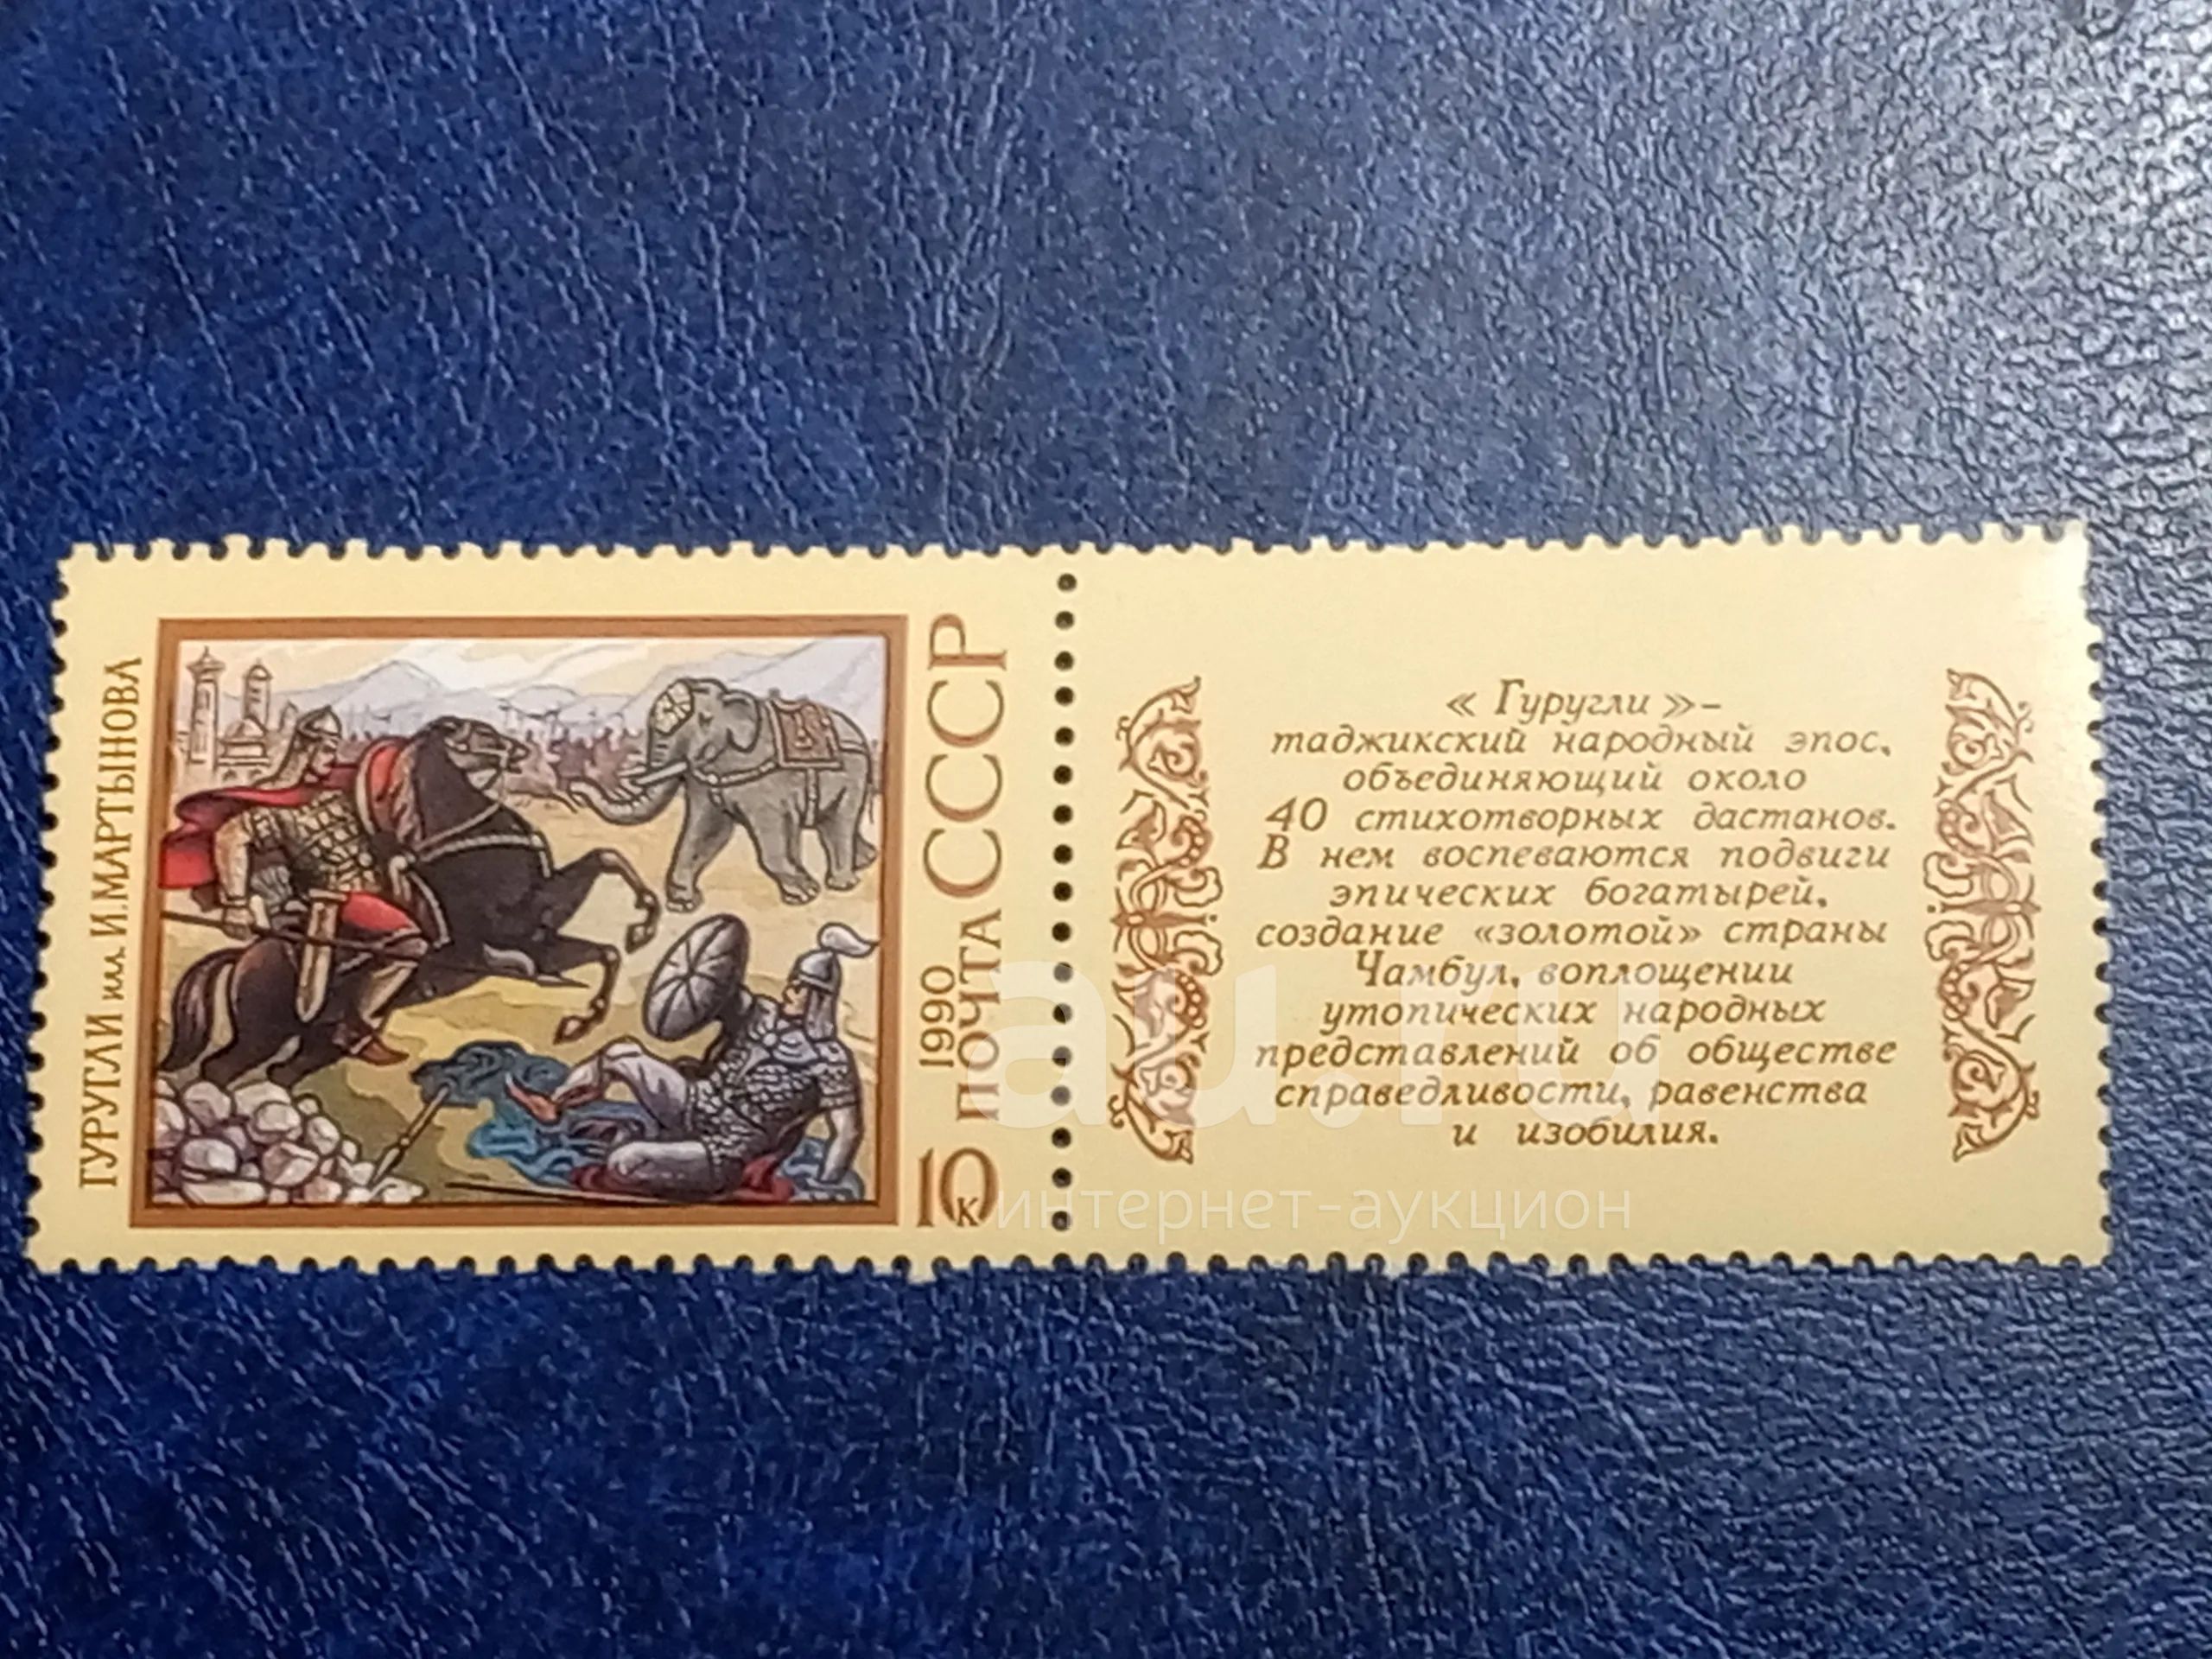 ГУРУГЛИ илл. И.МАРТЫНОВА
1990
ПОЧТА СССР
10к
« Гуругли » –
таджикский народный эпос,
объединяющий около
40 стихотворных дастанов.
В нем воспеваются подвиги
эпических богатырей,
создание «золотой» страны
Чамбул, воплощении
утопических народных
представлений об обществе
справедливости, равенства
и изобилия.
au.ru
интернет-аукцион